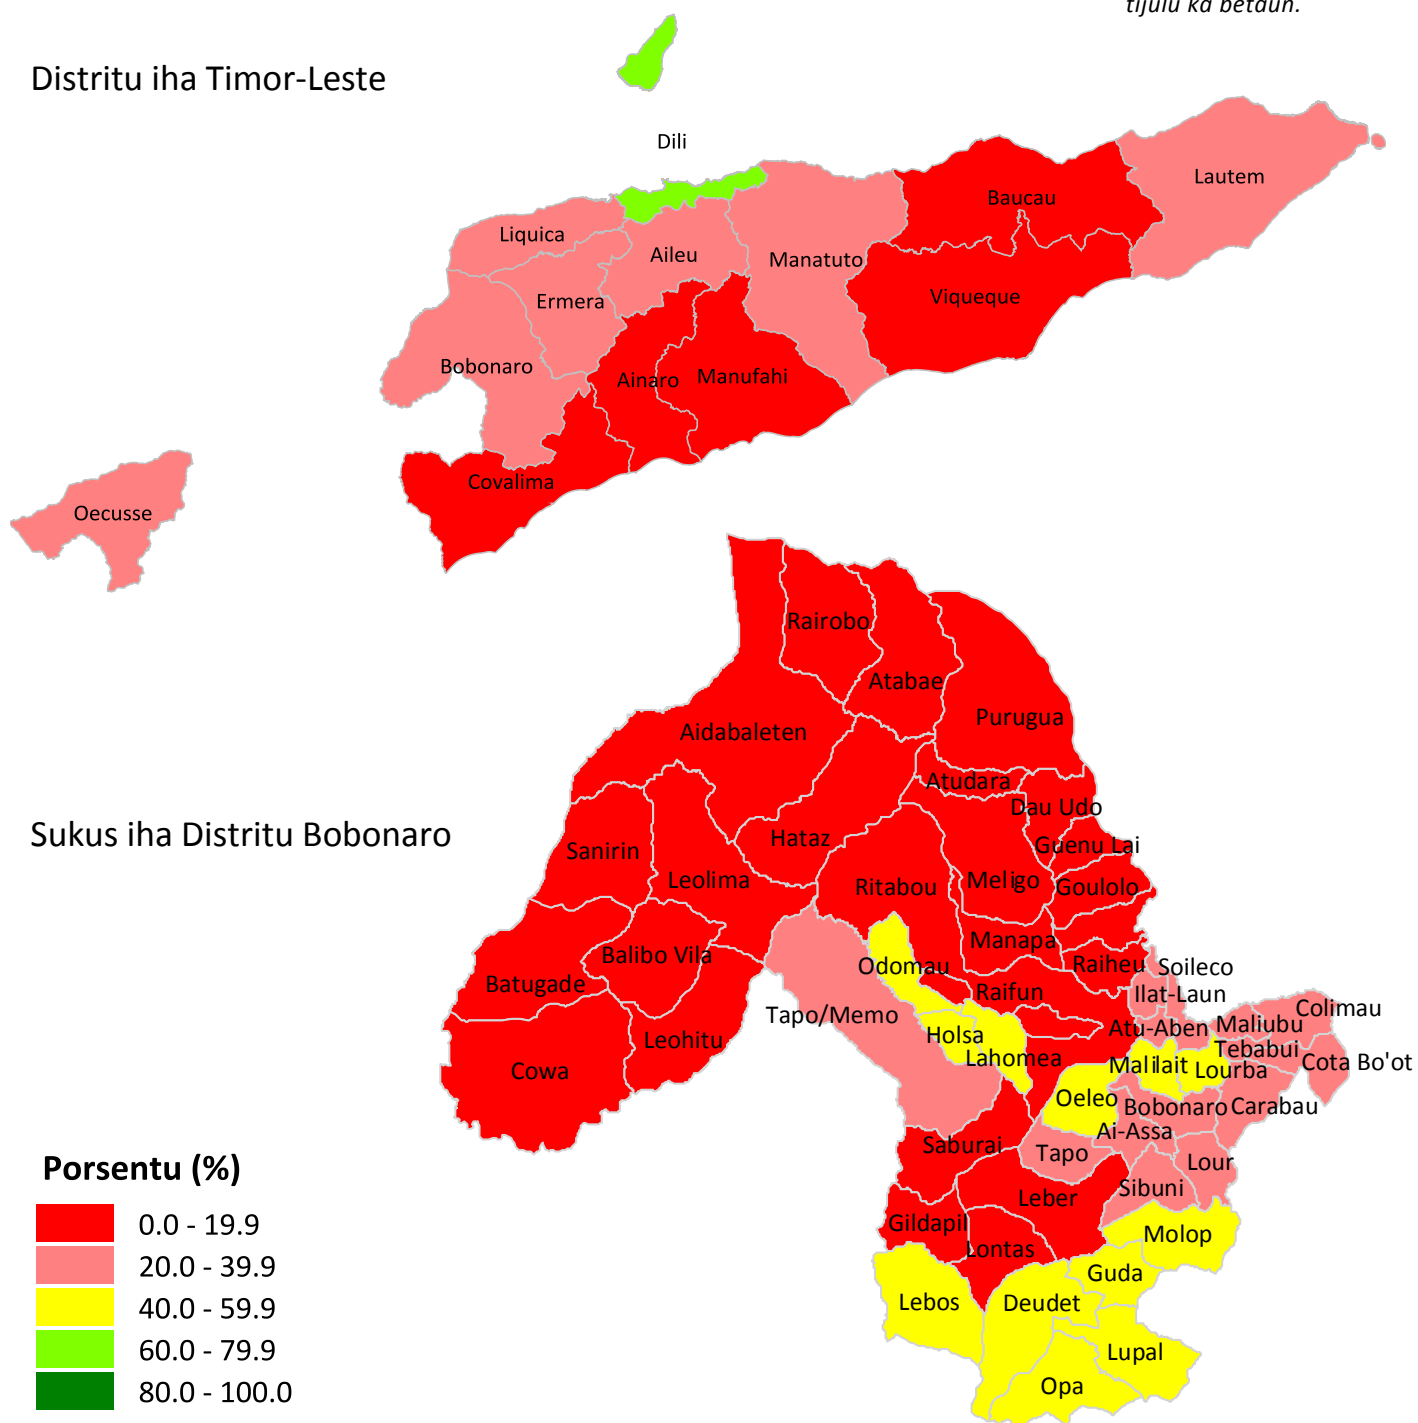 tijulu ka betaun.
Distritu iha Timor-Leste
Dili
Lautem
Baucau
Liquica
Aileu
Manatuto
Viqueque
Ermera
Bobonaro
Ainaro
Manufahi
Covalima
Oecusse
Rairobo
Atabae
Purugua
Aidabaleten
Atudara
Dau Udo
Sukus iha Distritu Bobonaro
Hataz
Guenu Lai
Sanirin
Leolima
Ritabou
Meligo
Goulolo
Manapa
Balibo Vila
Odomau
Raiheu
Soileco
Batugade
Raifun
Ilat-Laun
Tapo/Memo
Colimau
Leohitu
Holsa
Atu-Aben
Maliubu
Lahomea
Tebabui
Cowa
Malilait
Lourba
Cota Bo'ot
Oeleo
Bobonaro
Carabau
Ai-Assa
Saburai
Tapo
Lour
Porsentu (%)
Sibuni
Leber
0.0 - 19.9
Gildapil
Molop
Lontas
20.0 - 39.9
Guda
40.0 - 59.9
Lebos
Deudet
60.0 - 79.9
Lupal
80.0 - 100.0
Opa